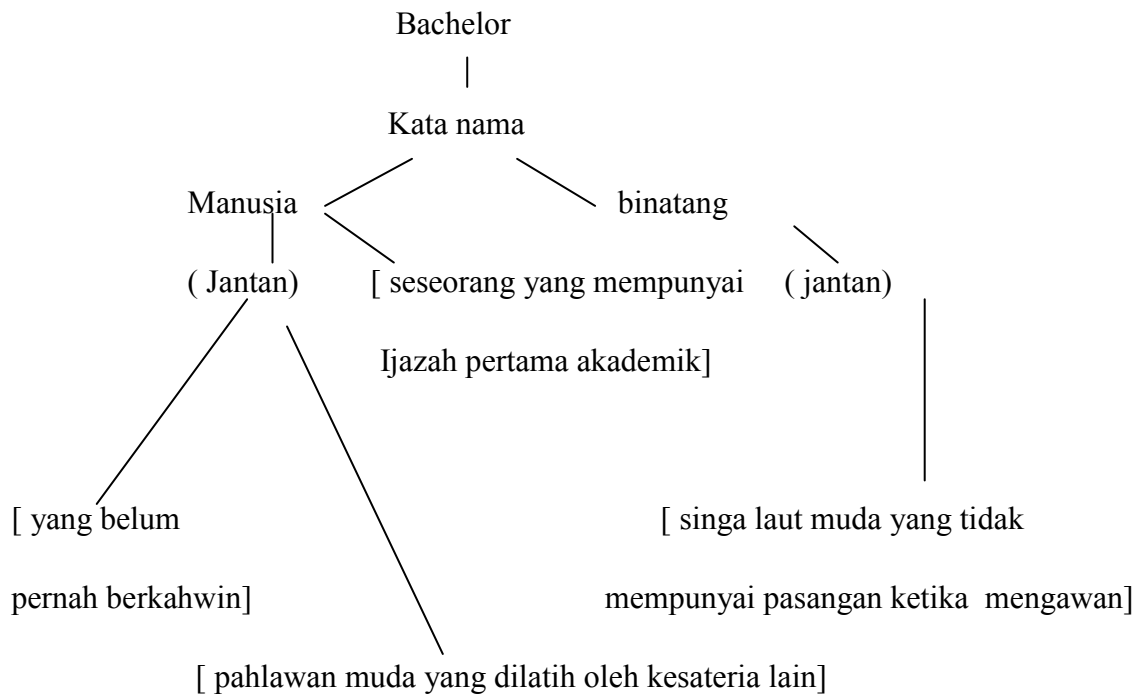 Bachelor
Kata nama
Manusia binatang
( Jantan) [ seseorang yang mempunyai ( jantan)
Ijazah pertama akademik]
[ yang belum [ singa laut muda yang tidak
pernah berkahwin] mempunyai pasangan ketika mengawan]
[ pahlawan muda yang dilatih oleh kesateria lain]